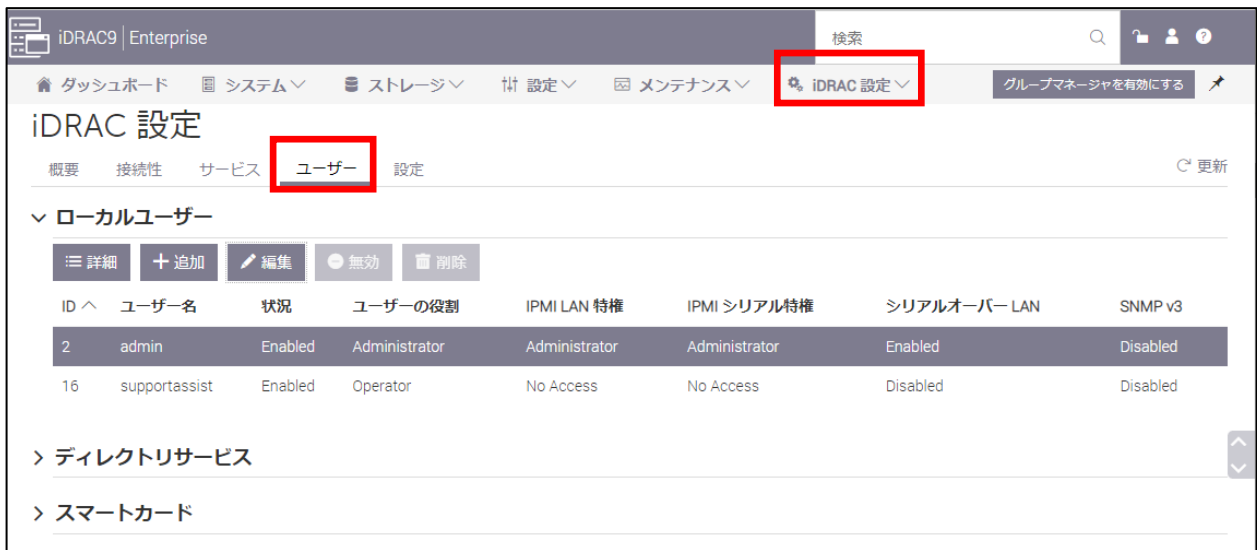 iDRAC9 | Enterprise 検索
ダッシュボード システム ストレージ 設定 メンテナンス iDRAC 設定 グループマネージャを有効にする
iDRAC 設定
概要 接続性 サービス ユーザー 設定 更新
ローカルユーザー
詳細 追加 編集 無効 削除
ID ユーザー名 状況 ユーザーの役割 IPMI LAN 特権 IPMI シリアル特権 シリアルオーバー LAN SNMP v3
2 admin Enabled Administrator Administrator Administrator Enabled Disabled
16 supportassist Enabled Operator No Access No Access Disabled Disabled
ディレクトリサービス
スマートカード